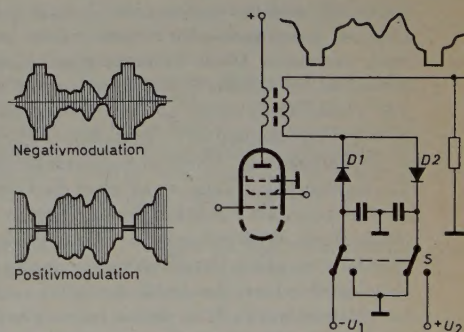 +
Negativmodulation
D1 D2
Positivmodulation
S
-U1 +U2